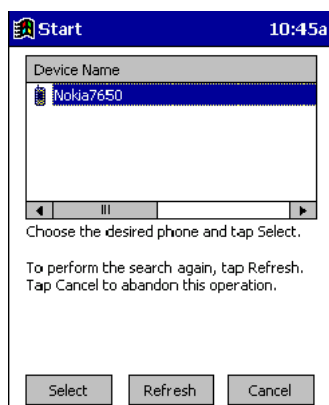 Start 10:45a
Device Name
Nokia7650
Choose the desired phone and tap Select.
To perform the search again, tap Refresh.
Tap Cancel to abandon this operation.
Select Refresh Cancel